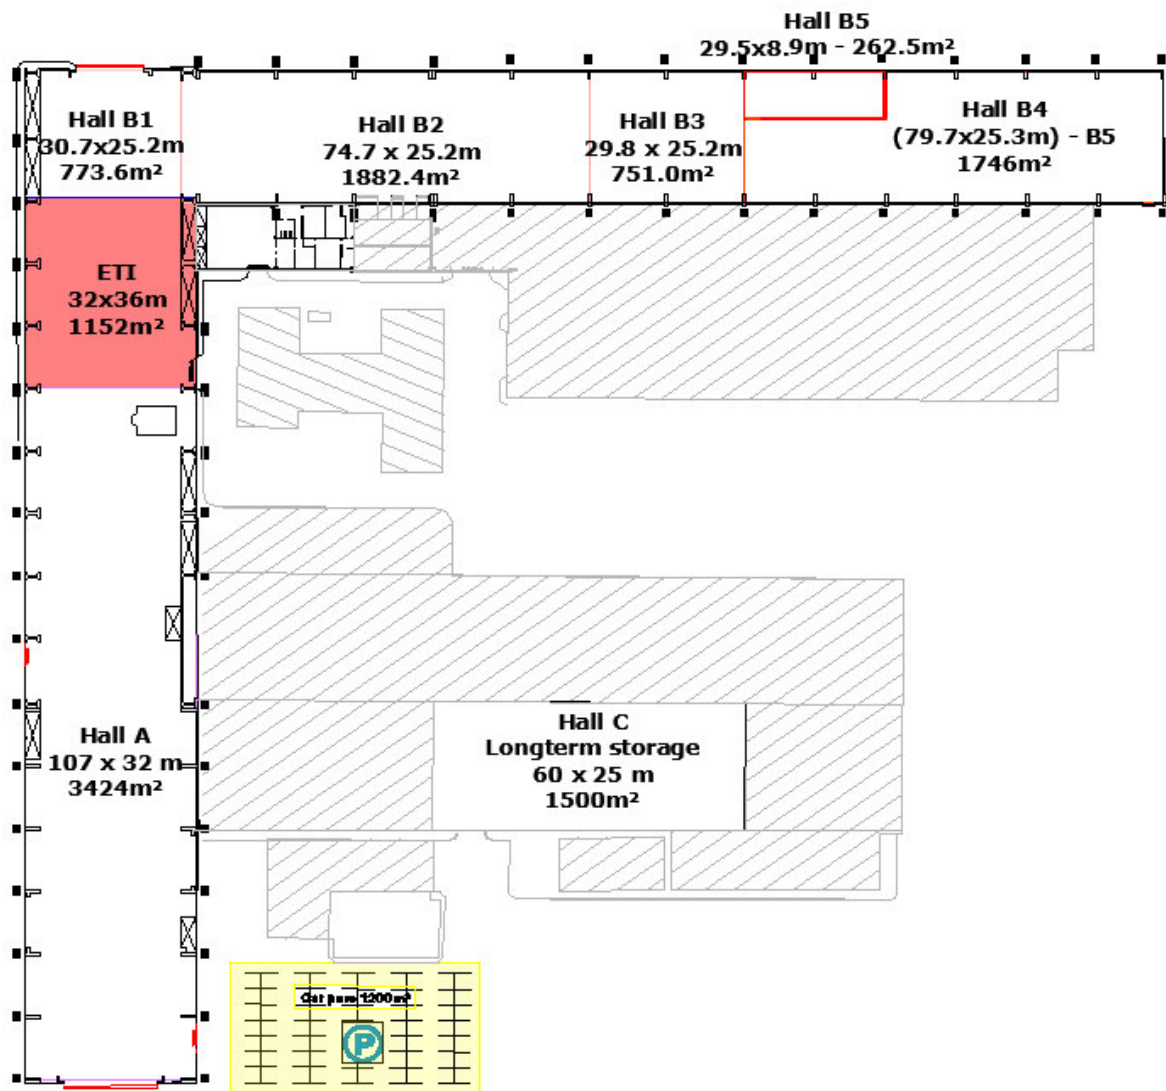 Hall B5
29.5x8.9m - 262.5m²
Hall B1
30.7x25.2m
773.6m²
Hall B2
74.7 x 25.2m
1882.4m²
Hall B3
29.8 x 25.2m
751.0m²
Hall B4
(79.7x25.3m) - B5
1746m²
ETI
32x36m
1152m²
Hall A
107 x 32 m
3424m²
Hall C
Longterm storage
60 x 25 m
1500m²
Car 1200m²
P